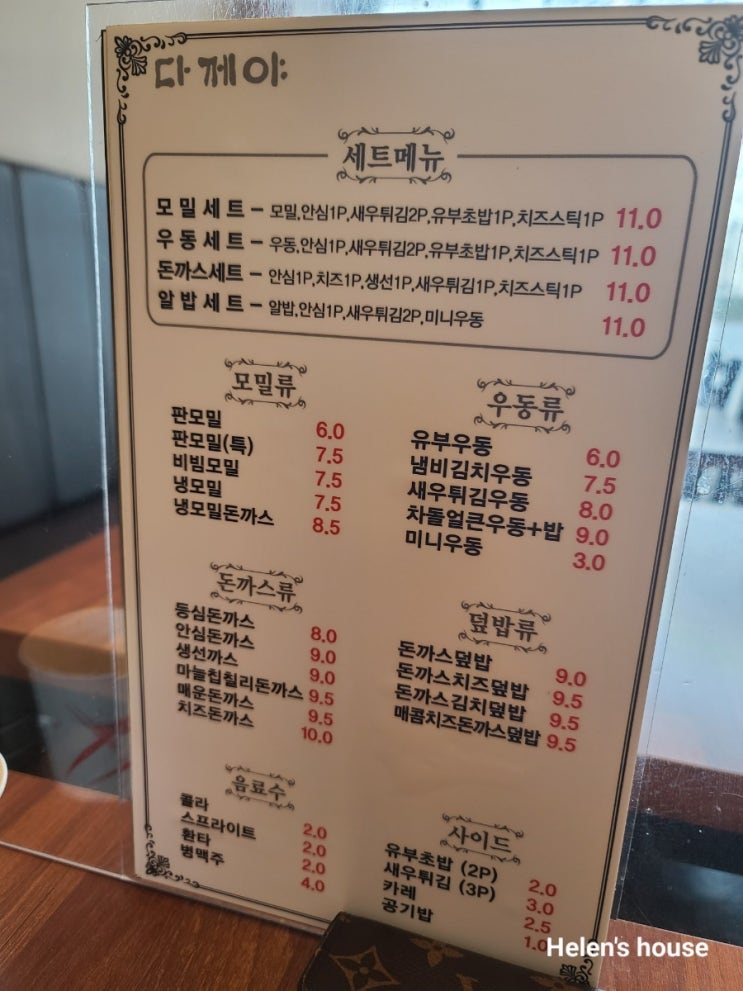 다께야
세트메뉴
모밀세트 - 모밀,안심1P,새우튀김2P,유부초밥1P,치즈스틱1P 11.0
우동세트 - 우동,안심1P,새우튀김2P,유부초밥1P,치즈스틱1P 11.0
돈까스세트 - 안심1P,치즈1P,생선1P,새우튀김1P,치즈스틱1P 11.0
알밥세트 - 알밥,안심1P,새우튀김2P,미니우동 11.0
모밀류
판모밀 6.0
판모밀(특) 7.5
비빔모밀 7.5
냉모밀 7.5
냉모밀돈까스 8.5
우동류
유부우동 6.0
냄비김치우동 7.5
새우튀김우동 8.0
차돌얼큰우동+밥 9.0
미니우동 3.0
돈까스류
등심돈까스 8.0
안심돈까스 9.0
생선까스 9.0
마늘칩칠리돈까스 9.5
매운돈까스 9.5
치즈돈까스 10.0
덮밥류
돈까스덮밥 9.0
돈까스치즈덮밥 9.5
돈까스김치덮밥 9.5
매콤치즈돈까스덮밥 9.5
음료수
콜라 2.0
스프라이트 2.0
환타 2.0
병맥주 4.0
사이드
유부초밥 (2P) 2.0
새우튀김 (3P) 3.0
카레 2.5
공기밥 1.0
Helen's house